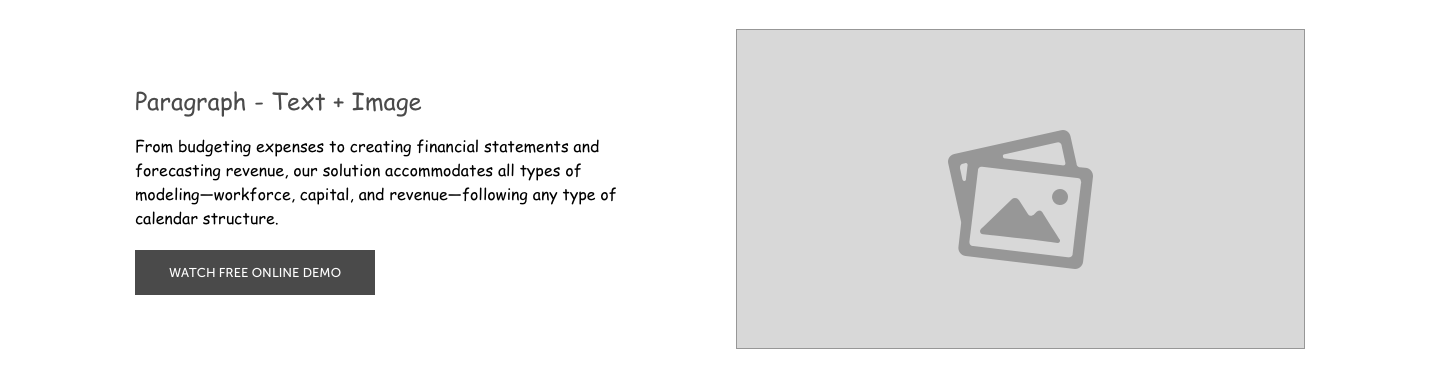 Paragraph - Text + Image
From budgeting expenses to creating financial statements and
forecasting revenue, our solution accommodates all types of
modeling—workforce, capital, and revenue—following any type of
calendar structure.
WATCH FREE ONLINE DEMO